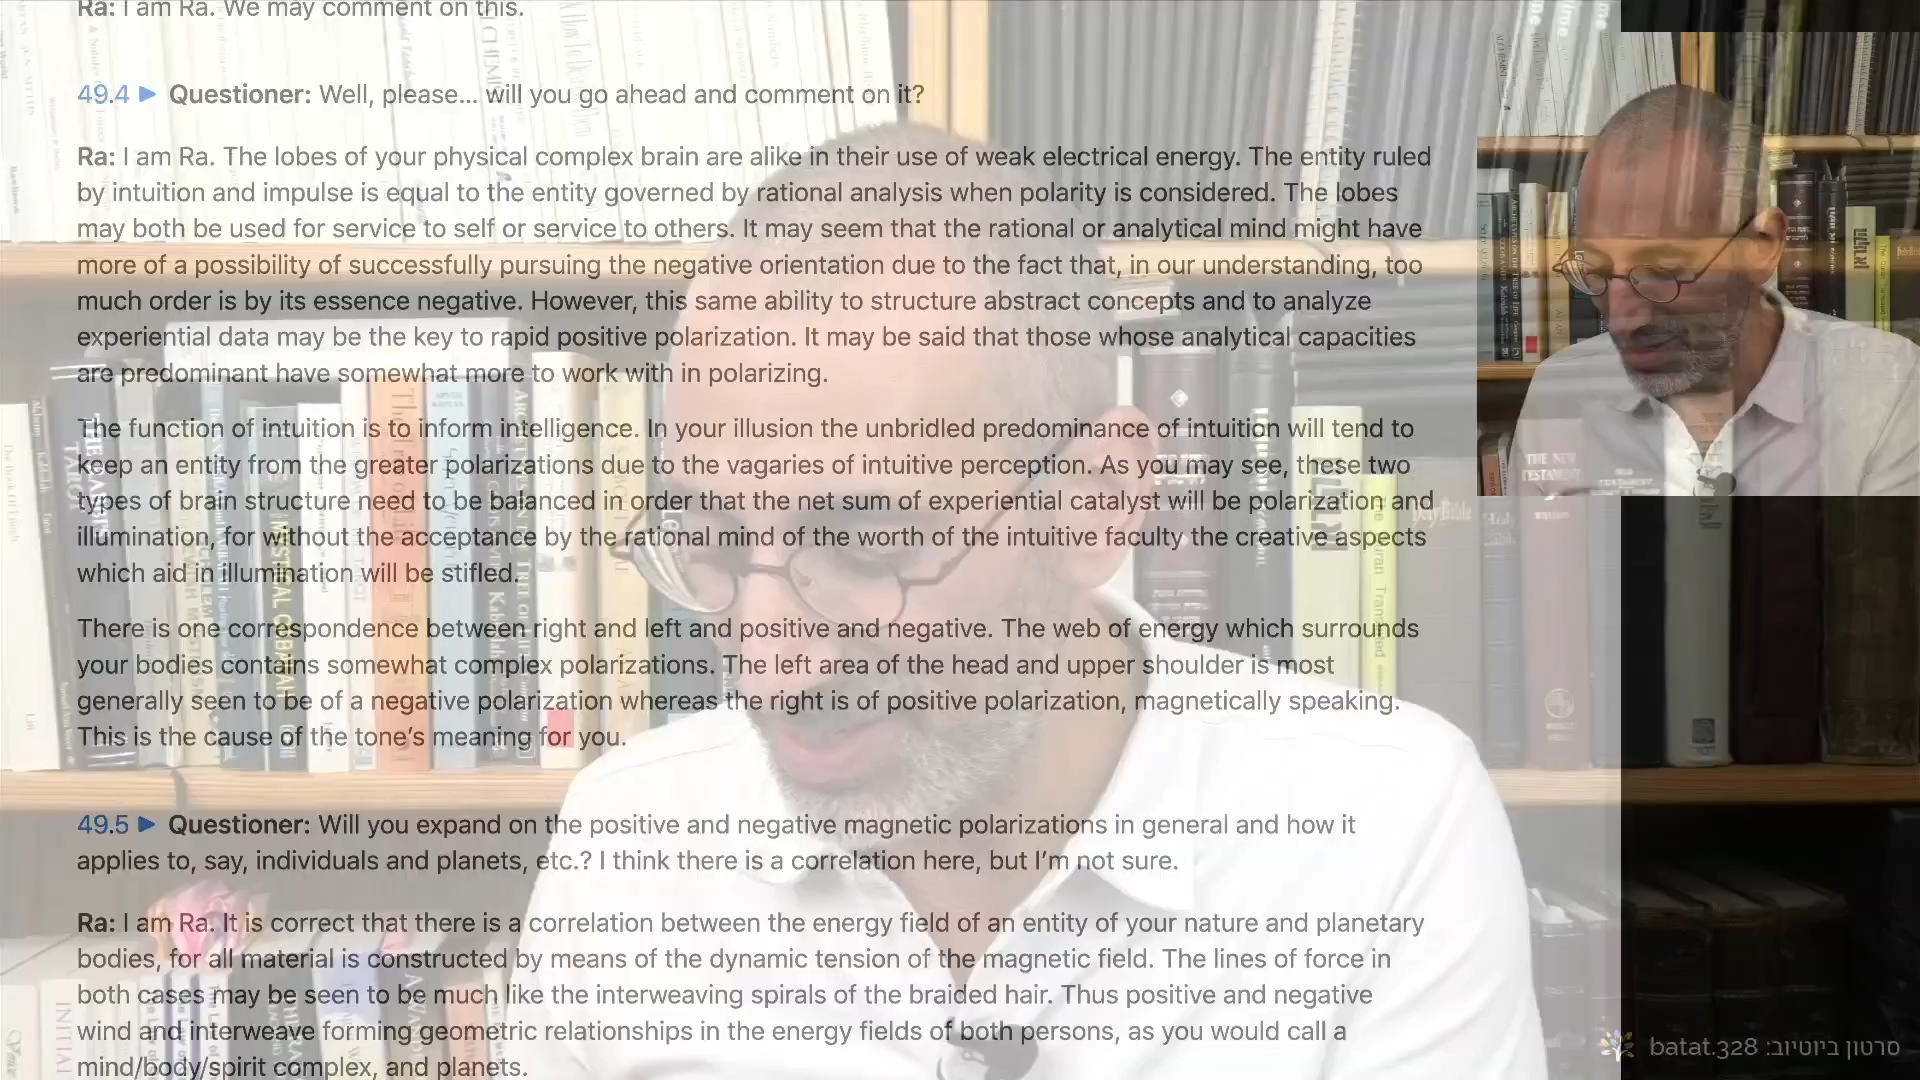 Ra: I am Ra. We may comment on this.
49.4 ► Questioner: Well, please... will you go ahead and comment on it?
Ra: I am Ra. The lobes of your physical complex brain are alike in their use of weak electrical energy. The entity ruled
by intuition and impulse is equal to the entity governed by rational analysis when polarity is considered. The lobes
may both be used for service to self or service to others. It may seem that the rational or analytical mind might have
more of a possibility of successfully pursuing the negative orientation due to the fact that, in our understanding, too
much order is by its essence negative. However, this same ability to structure abstract concepts and to analyze
experiential data may be the key to rapid positive polarization. It may be said that those whose analytical capacities
are predominant have somewhat more to work with in polarizing.
The function of intuition is to inform intelligence. In your illusion the unbridled predominance of intuition will tend to
keep an entity from the greater polarizations due to the vagaries of intuitive perception. As you may see, these two
types of brain structure need to be balanced in order that the net sum of experiential catalyst will be polarization and
illumination, for without the acceptance by the rational mind of the worth of the intuitive faculty the creative aspects
which aid in illumination will be stifled.
There is one correspondence between right and left and positive and negative. The web of energy which surrounds
your bodies contains somewhat complex polarizations. The left area of the head and upper shoulder is most
generally seen to be of a negative polarization whereas the right is of positive polarization, magnetically speaking.
This is the cause of the tone's meaning for you.
49.5 ► Questioner: Will you expand on the positive and negative magnetic polarizations in general and how it
applies to, say, individuals and planets, etc.? I think there is a correlation here, but I'm not sure.
Ra: I am Ra. It is correct that there is a correlation between the energy field of an entity of your nature and planetary
bodies, for all material is constructed by means of the dynamic tension of the magnetic field. The lines of force in
both cases may be seen to be much like the interweaving spirals of the braided hair. Thus positive and negative
wind and interweave forming geometric relationships in the energy fields of both persons, as you would call a
mind/body/spirit complex, and planets.
THE NEW
TESTAMENT
Holy Bible
MYSTICAL QABALAH
INITIAT
סרטון ביוטיוב: batat.328